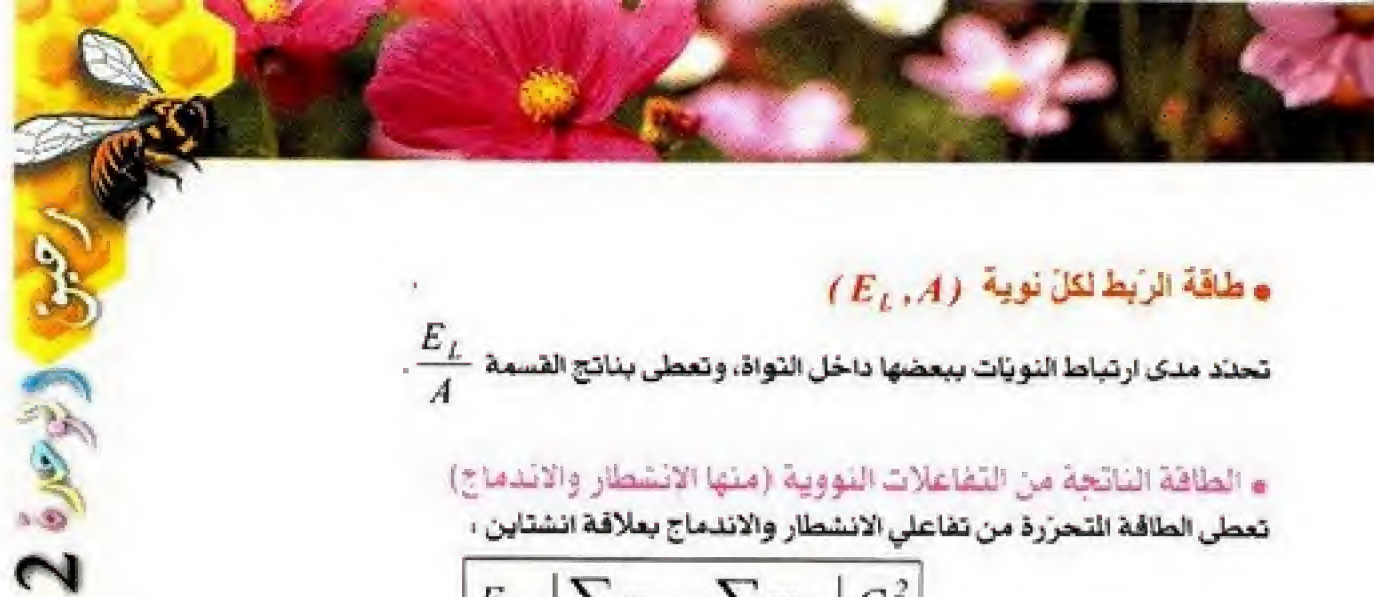 • طاقة الرّبط لكلّ نوية (E_L , A)
تحدّد مدى ارتباط النويّات ببعضها داخل النواة، وتعطى بناتج القسمة E_L / A .
• الطاقة الناتجة من التفاعلات النووية (منها الانشطار والاندماج)
تعطى الطاقة المتحرّرة من تفاعلي الانشطار والاندماج بعلاقة انشتاين :
2